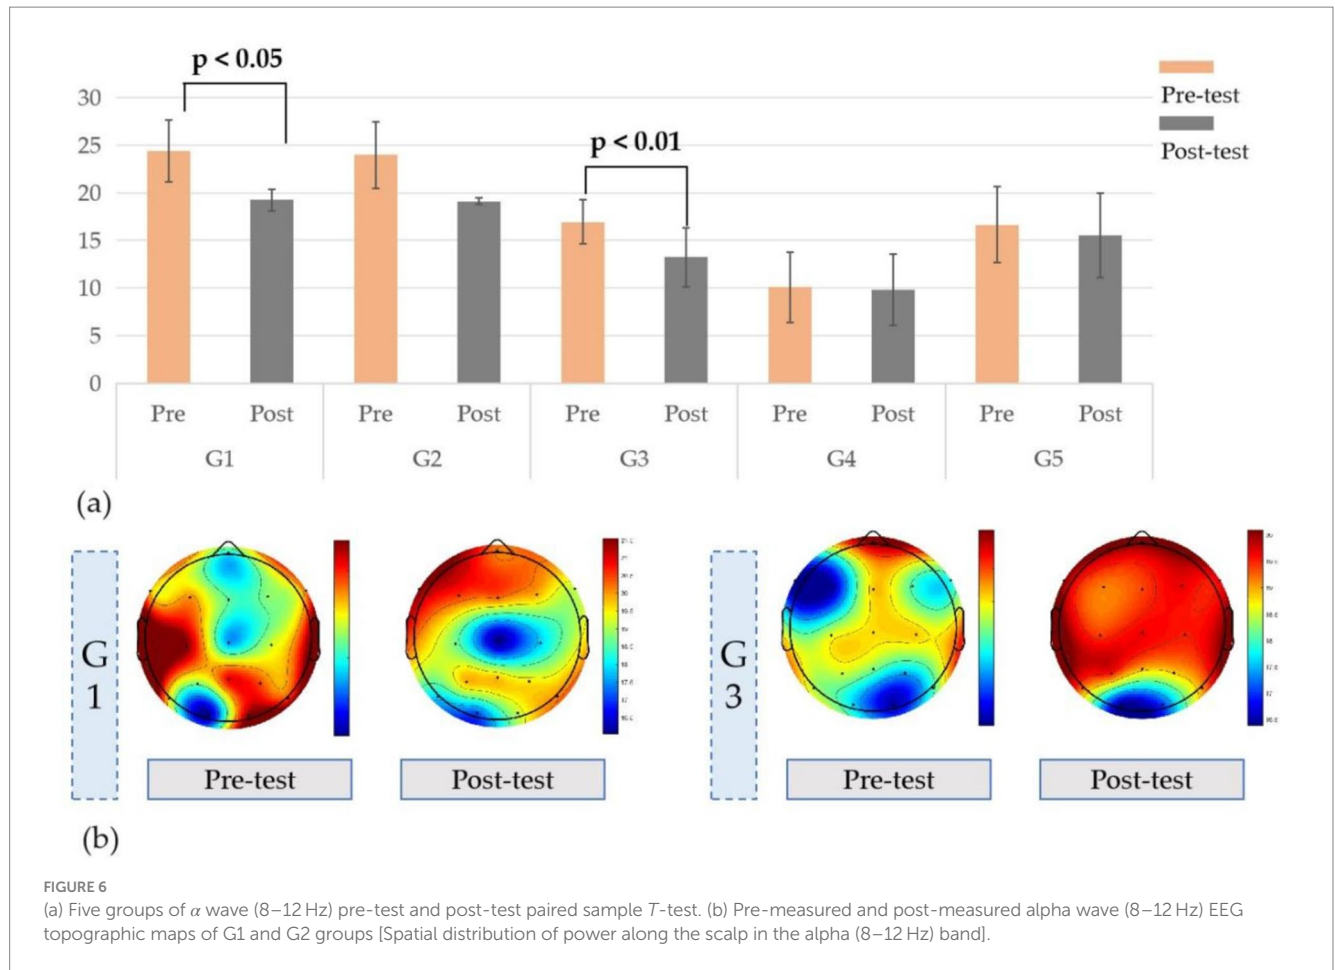 p < 0.05
Pre-test
Post-test
p < 0.01
30
25
20
15
10
5
0
Pre Post Pre Post Pre Post Pre Post Pre Post
G1 G2 G3 G4 G5
(a)
G
1
G
3
Pre-test Post-test Pre-test Post-test
(b)
FIGURE 6
(a) Five groups of α wave (8–12 Hz) pre-test and post-test paired sample T-test. (b) Pre-measured and post-measured alpha wave (8–12 Hz) EEG
topographic maps of G1 and G2 groups [Spatial distribution of power along the scalp in the alpha (8–12 Hz) band].